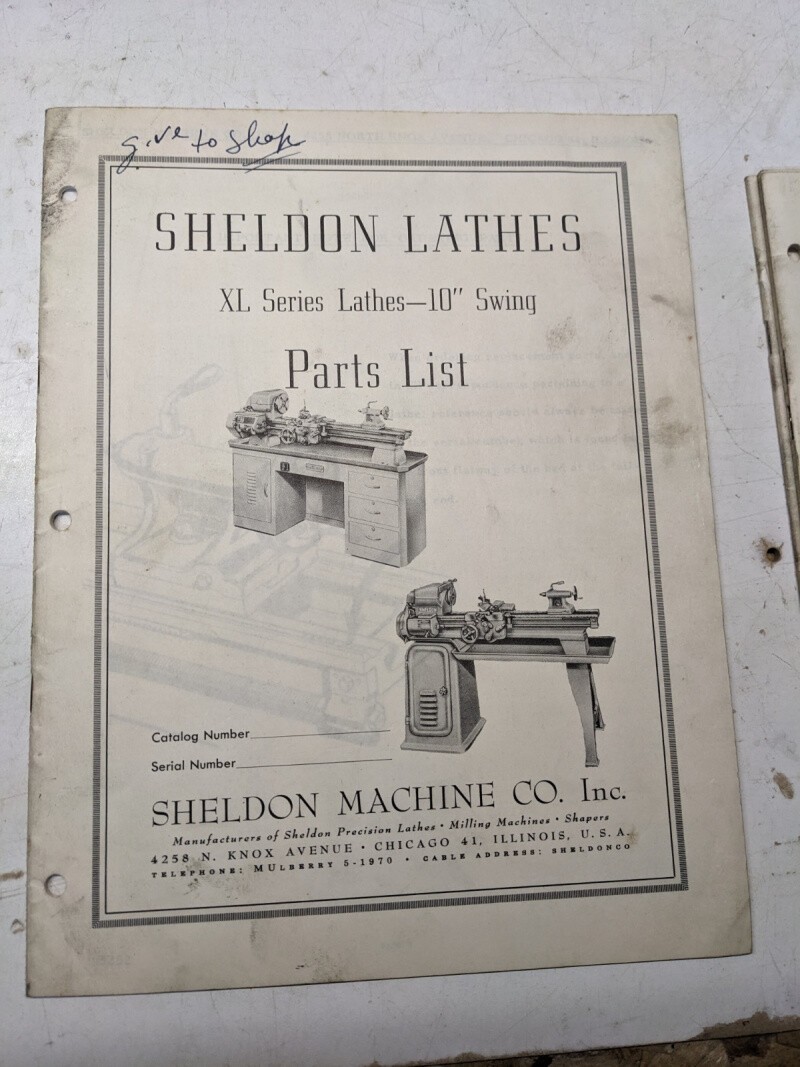 give to shop
SHELDON LATHES
XL Series Lathes—10" Swing
Parts List
Catalog Number
Serial Number
SHELDON MACHINE CO. Inc.
Manufacturers of Sheldon Precision Lathes • Milling Machines • Shapers
4258 N. KNOX AVENUE • CHICAGO 41, ILLINOIS, U. S. A.
TELEPHONE: MULBERRY 5-1970 • CABLE ADDRESS: SHELDONCO